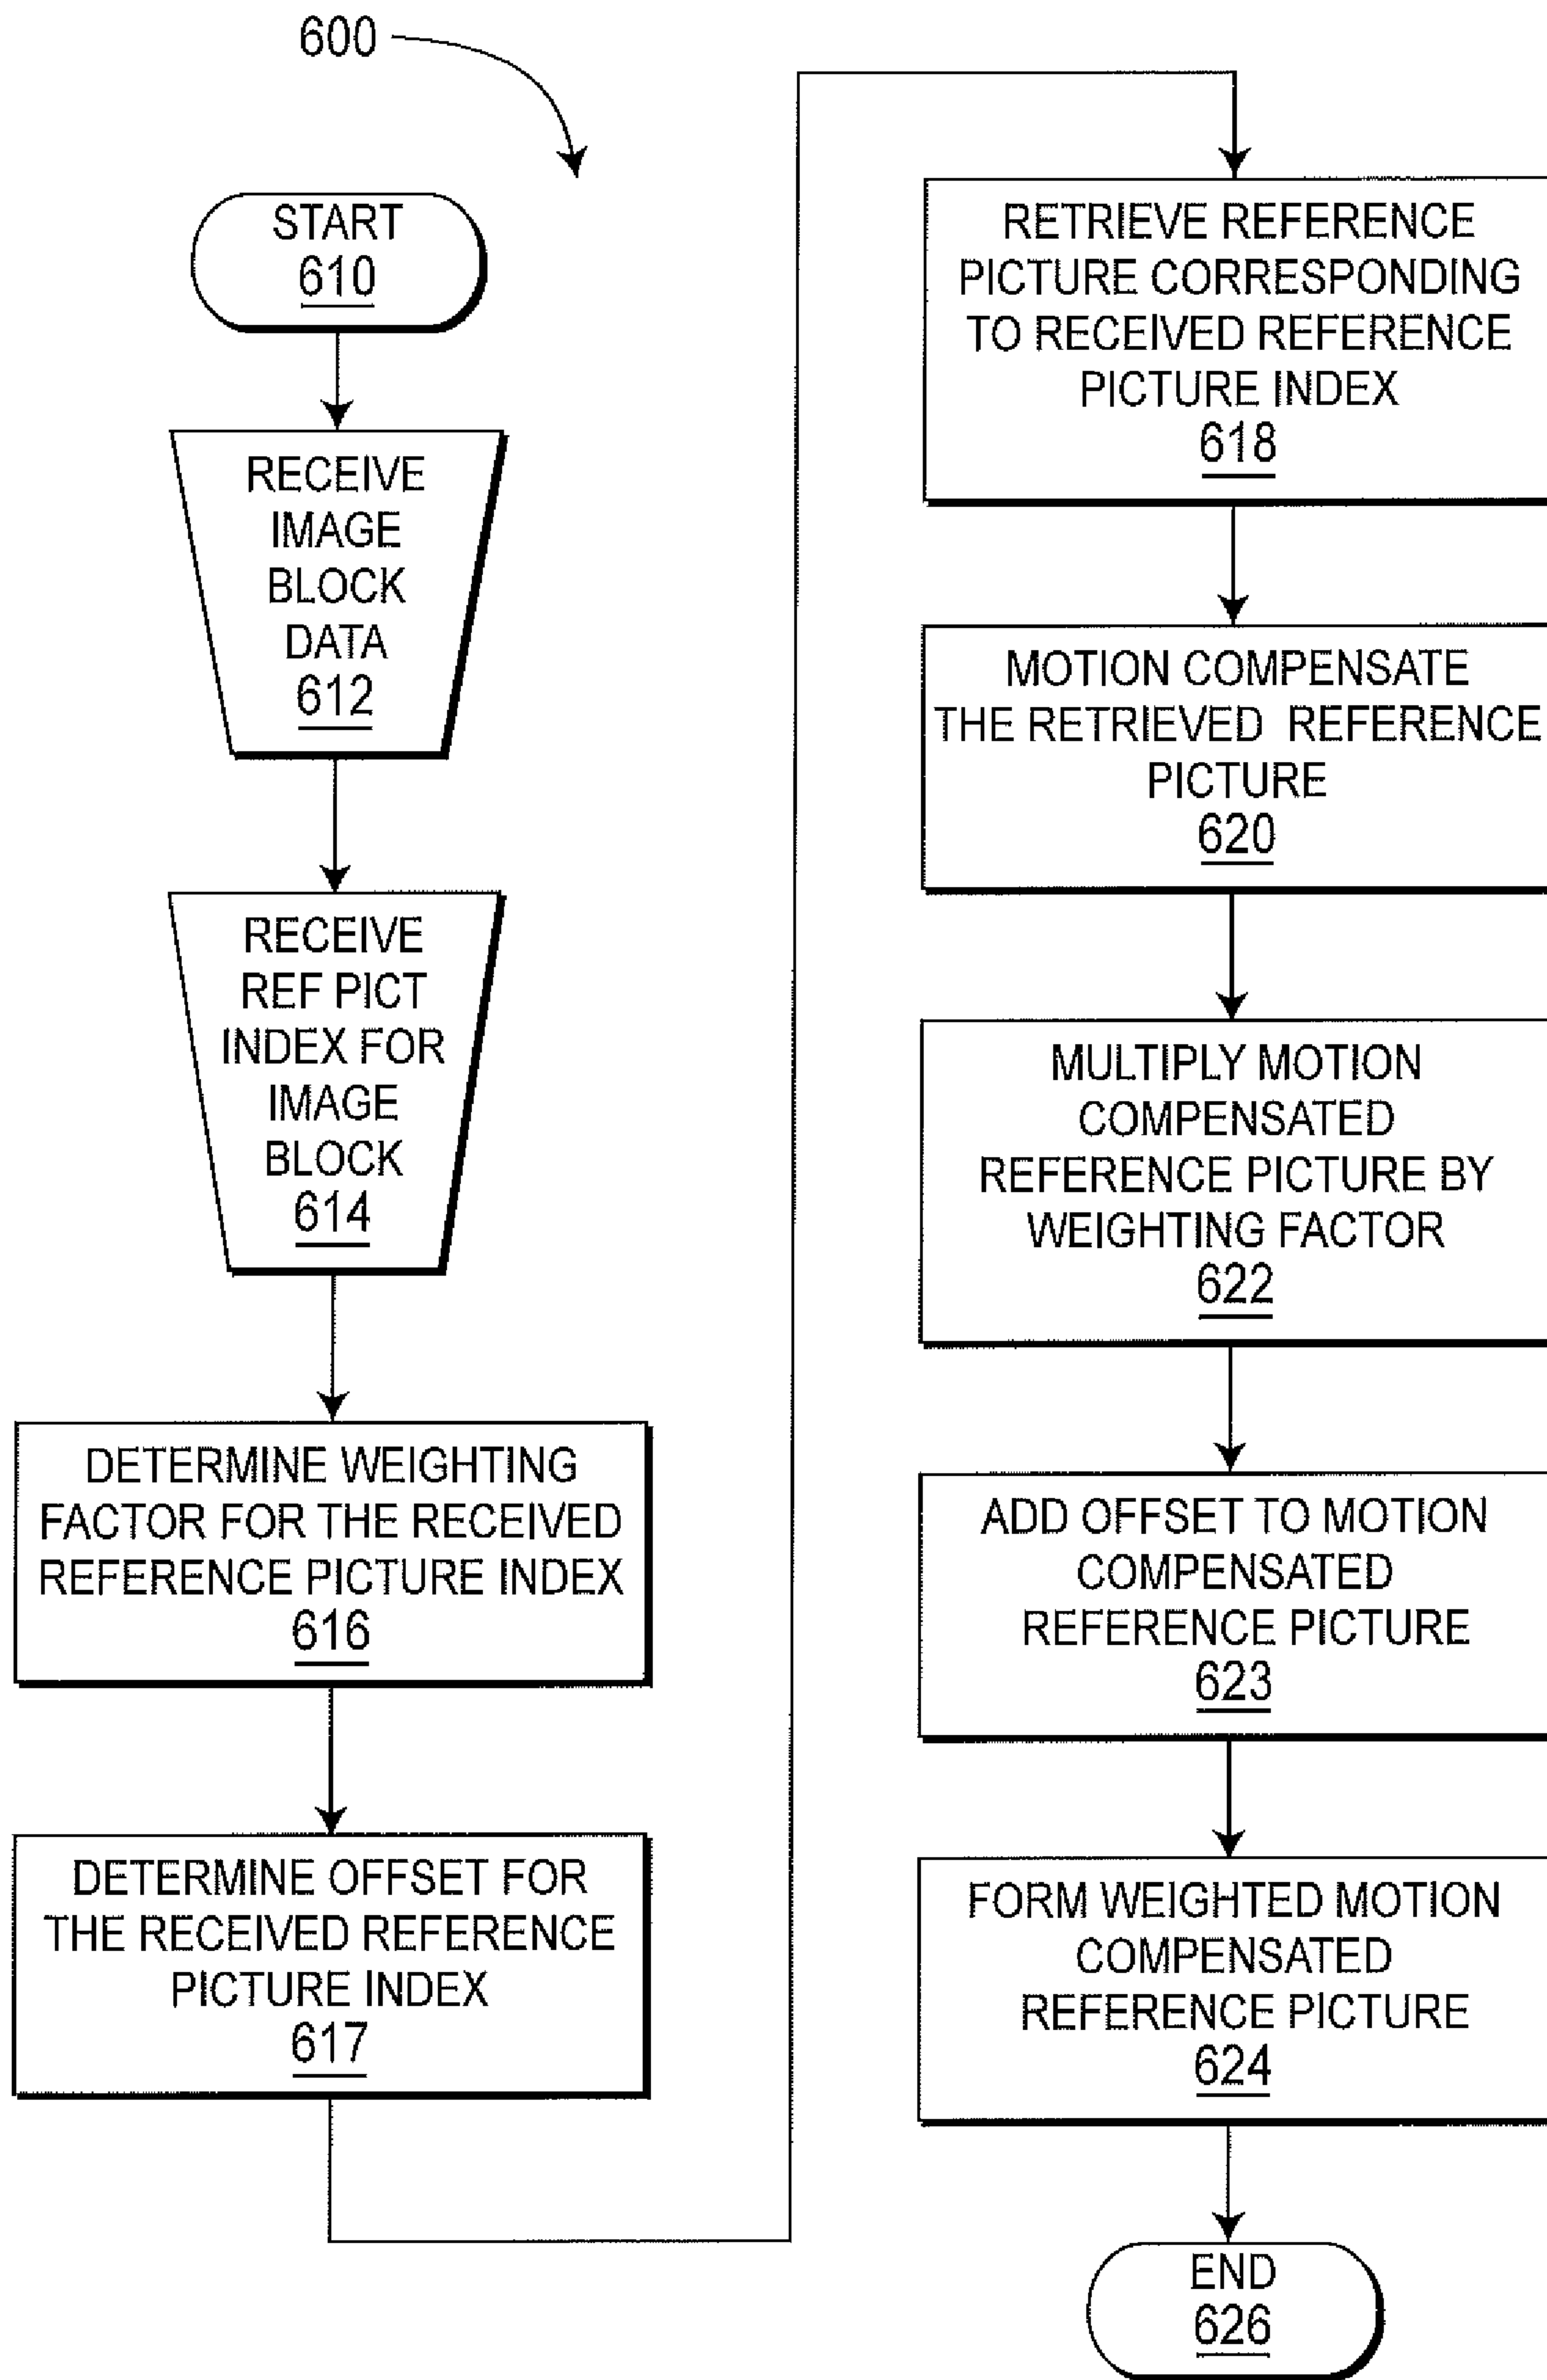 600
START
610
RECEIVE
IMAGE
BLOCK
DATA
612
RECEIVE
REF PICT
INDEX FOR
IMAGE
BLOCK
614
DETERMINE WEIGHTING
FACTOR FOR THE RECEIVED
REFERENCE PICTURE INDEX
616
DETERMINE OFFSET FOR
THE RECEIVED REFERENCE
PICTURE INDEX
617
RETRIEVE REFERENCE
PICTURE CORRESPONDING
TO RECEIVED REFERENCE
PICTURE INDEX
618
MOTION COMPENSATE
THE RETRIEVED REFERENCE
PICTURE
620
MULTIPLY MOTION
COMPENSATED
REFERENCE PICTURE BY
WEIGHTING FACTOR
622
ADD OFFSET TO MOTION
COMPENSATED
REFERENCE PICTURE
623
FORM WEIGHTED MOTION
COMPENSATED
REFERENCE PICTURE
624
END
626